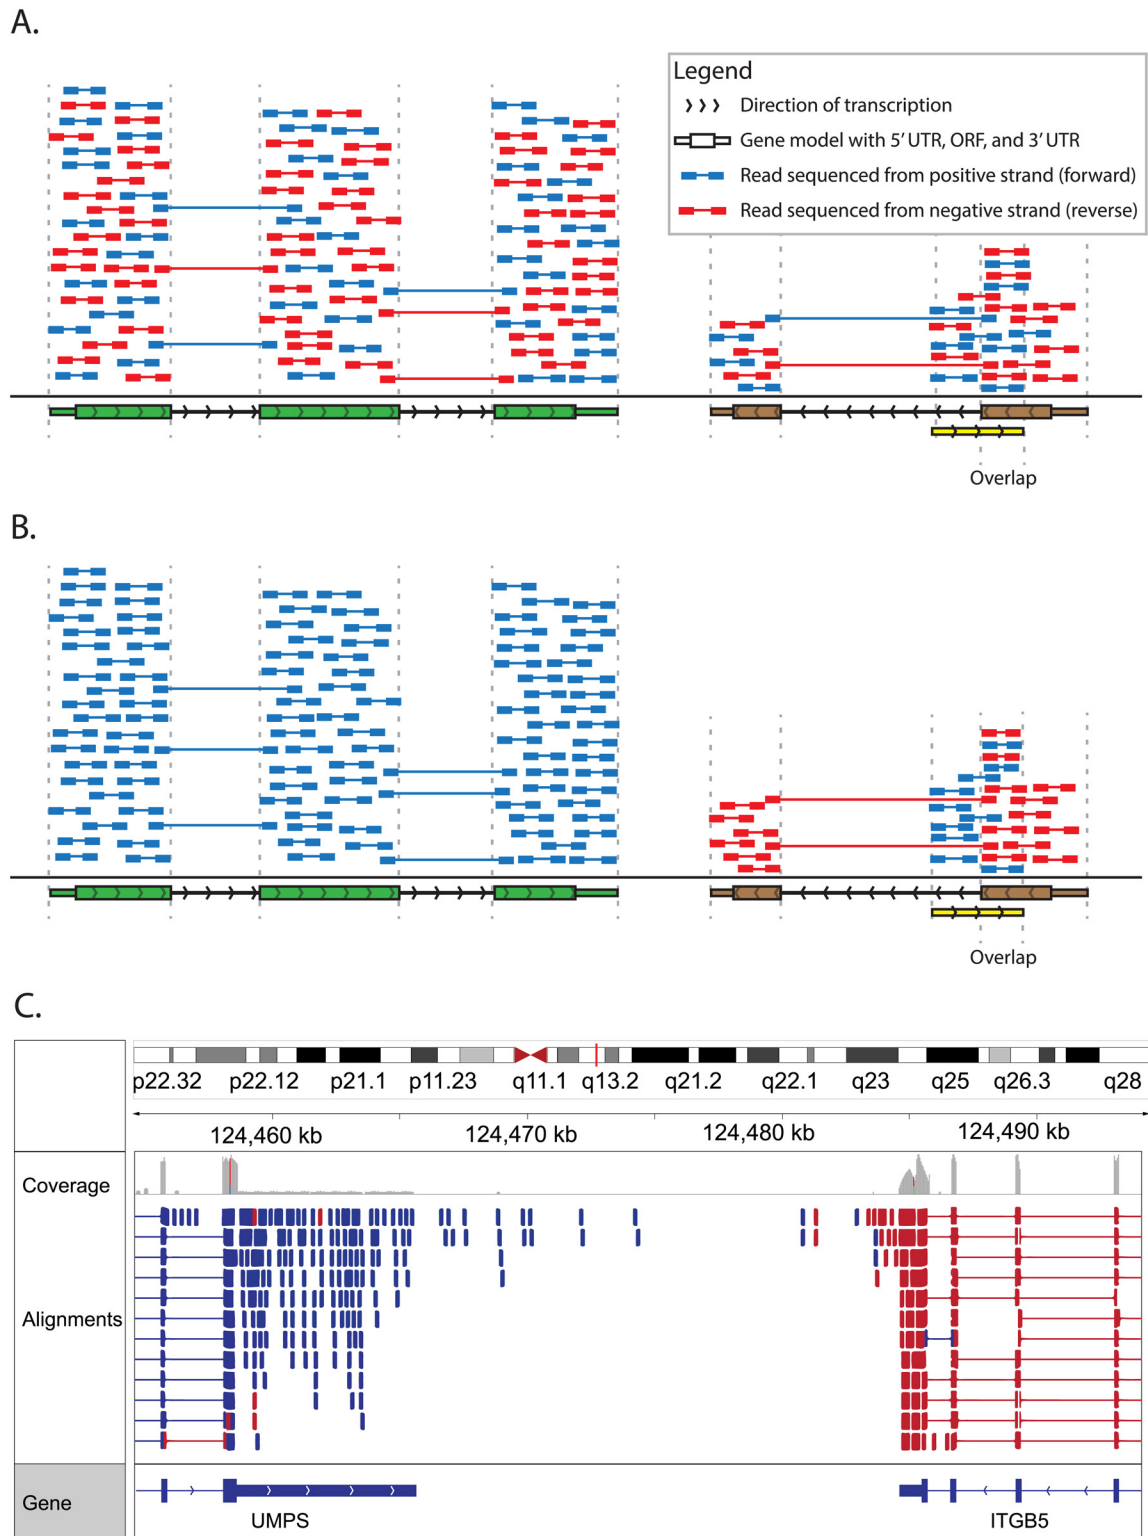 A.
Legend
Direction of transcription
Gene model with 5' UTR, ORF, and 3' UTR
Read sequenced from positive strand (forward)
Read sequenced from negative strand (reverse)
Overlap
B.
Overlap
C.
p22.32 p22.12 p21.1 p11.23 q11.1 q13.2 q21.2 q22.1 q23 q25 q26.3 q28
124,460 kb 124,470 kb 124,480 kb 124,490 kb
Coverage
Alignments
Gene
UMPS ITGB5